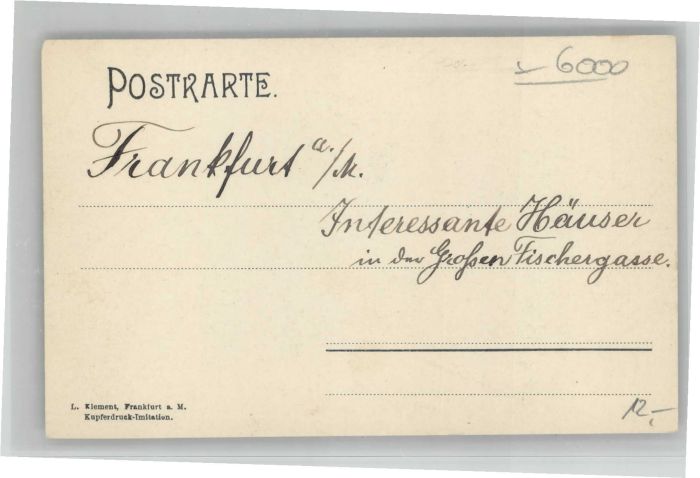 6000
POSTKARTE.
Frankfurt a./M.
Interessante Häuser
in der Großen Fischergasse.
L. Klement, Frankfurt a. M.
Kupferdruck-Imitation.
12,-